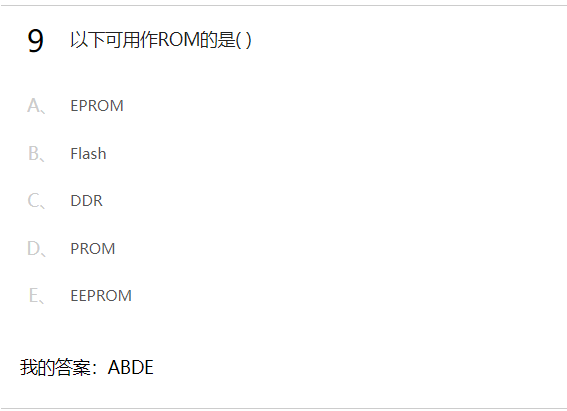 9 以下可用作ROM的是( )
A、 EPROM
B、 Flash
C、 DDR
D、 PROM
E、 EEPROM
我的答案：ABDE